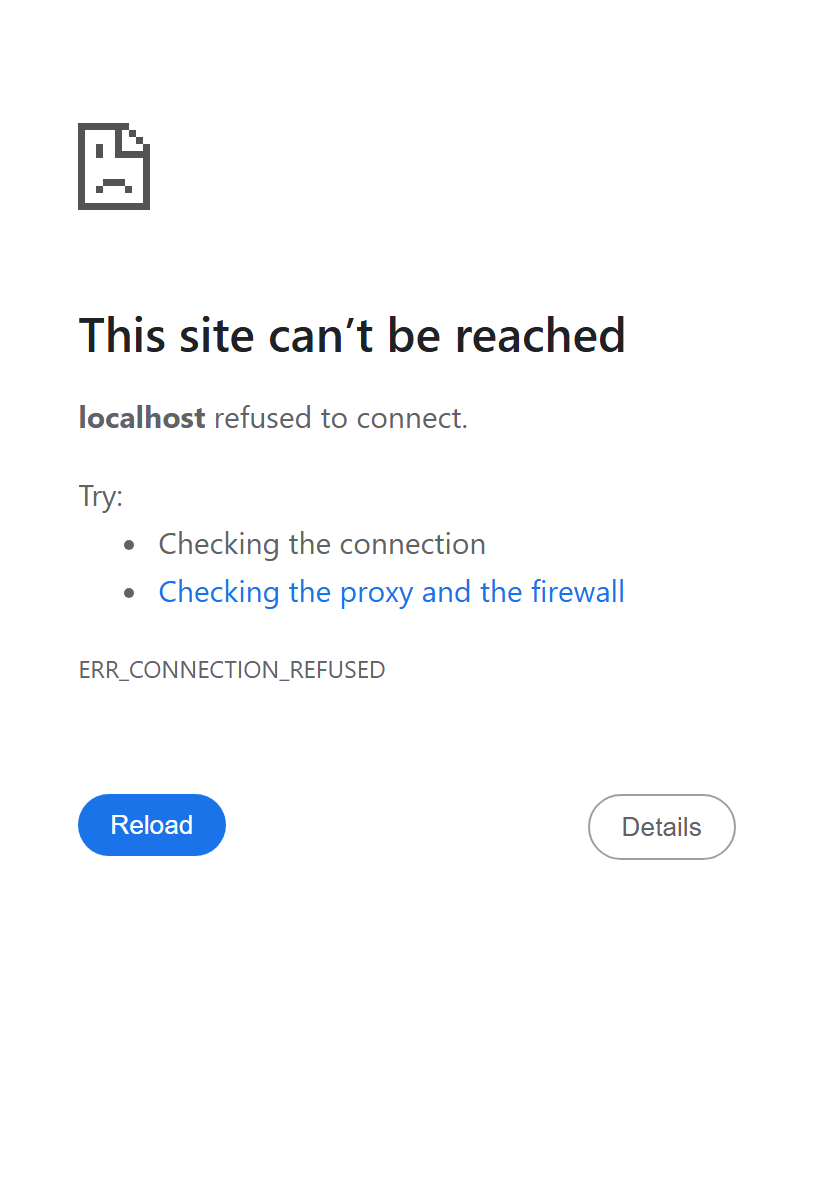 This site can’t be reached
localhost refused to connect.
Try:
Checking the connection
Checking the proxy and the firewall
ERR_CONNECTION_REFUSED
Reload
Details